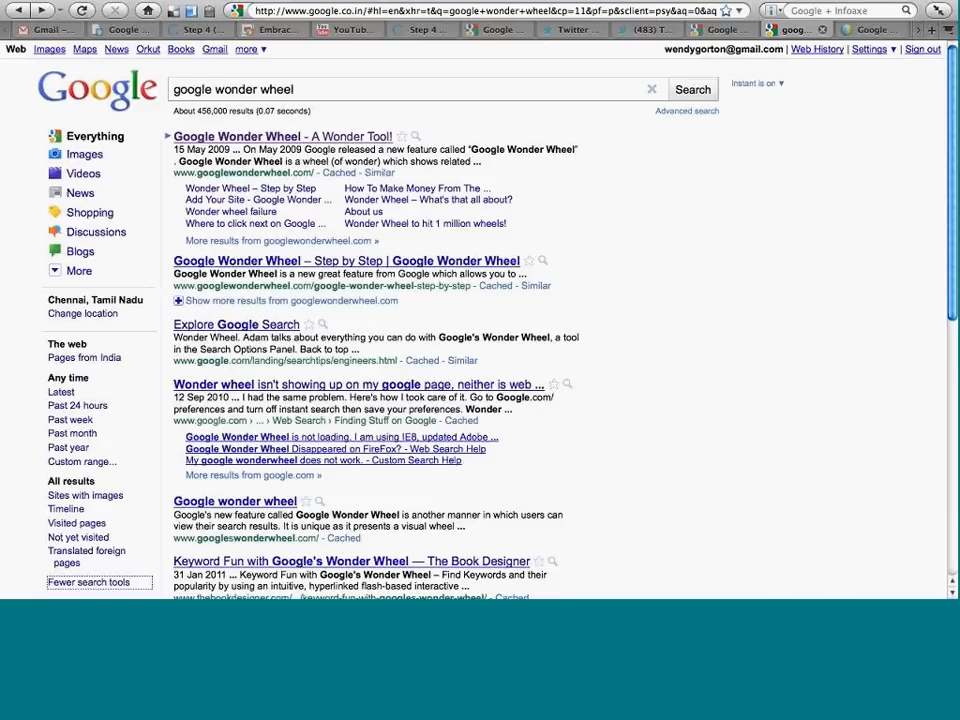 http://www.google.co.in/#hl=en&xhr=t&q=google+wonder+wheel&cp=11&pf=p&sclient=psy&aq=0&aq
Google + Infoaxe
Gmail –... Google ... Step 4 (... Embrac... YouTub... Step 4 ... Google ... Twitter ... (483) T... Google ... goog... Google ...
Web Images Maps News Orkut Books Gmail more ▾ wendygorton@gmail.com | Web History | Settings ▾ | Sign out
Google google wonder wheel Search Instant is on ▾
About 456,000 results (0.07 seconds) Advanced search
Everything
Images
Videos
News
Shopping
Discussions
Blogs
More
Chennai, Tamil Nadu
Change location
The web
Pages from India
Any time
Latest
Past 24 hours
Past week
Past month
Past year
Custom range...
All results
Sites with images
Timeline
Visited pages
Not yet visited
Translated foreign
pages
Fewer search tools
Google Wonder Wheel - A Wonder Tool!
15 May 2009 ... On May 2009 Google released a new feature called “Google Wonder Wheel”
. Google Wonder Wheel is a wheel (of wonder) which shows related ...
www.googlewonderwheel.com/ - Cached - Similar
Wonder Wheel – Step by Step How To Make Money From The ...
Add Your Site - Google Wonder ... Wonder Wheel – What's that all about?
Wonder wheel failure About us
Where to click next on Google ... Wonder Wheel to hit 1 million wheels!
More results from googlewonderwheel.com »
Google Wonder Wheel – Step by Step | Google Wonder Wheel
Google Wonder Wheel is a new great feature from Google which allows you to ...
www.googlewonderwheel.com/google-wonder-wheel-step-by-step - Cached - Similar
Show more results from googlewonderwheel.com
Explore Google Search
Wonder Wheel. Adam talks about everything you can do with Google's Wonder Wheel, a tool
in the Search Options Panel. Back to top ...
www.google.com/landing/searchtips/engineers.html - Cached - Similar
Wonder wheel isn't showing up on my google page, neither is web ...
12 Sep 2010 ... I had the same problem. Here's how I took care of it. Go to Google.com/
preferences and turn off instant search then save your preferences. Wonder ...
www.google.com › ... › Web Search › Finding Stuff on Google - Cached
Google Wonder Wheel is not loading. I am using IE8, updated Adobe ...
Google Wonder Wheel Disappeared on FireFox? - Web Search Help
My google wonderwheel does not work. - Custom Search Help
More results from google.com »
Google wonder wheel
Google's new feature called Google Wonder Wheel is another manner in which users can
view their search results. It is unique as it presents a visual wheel ...
www.googleswonderwheel.com/ - Cached
Keyword Fun with Google's Wonder Wheel — The Book Designer
31 Jan 2011 ... Keyword Fun with Google's Wonder Wheel – Find Keywords and their
popularity by using an intuitive, hyperlinked flash-based interactive ...
www.thebookdesigner.com/.../keyword-fun-with-googles-wonder-wheel/ - Cached